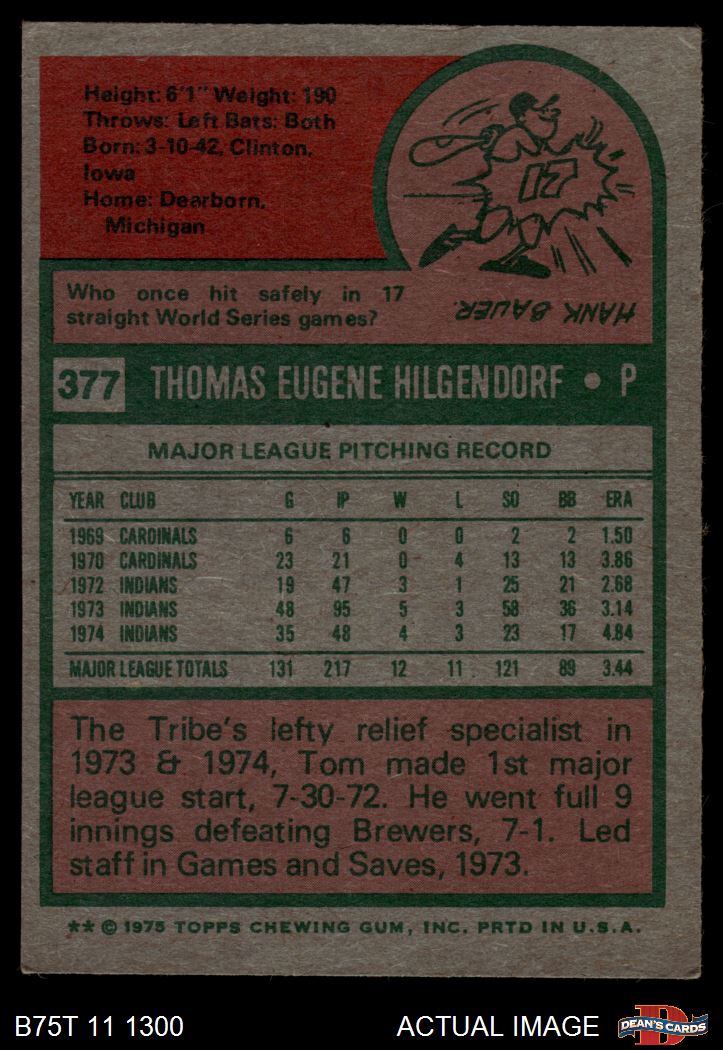 Height: 6'1" Weight: 190
Throws: Left Bats: Both
Born: 3-10-42, Clinton,
Iowa
Home: Dearborn,
Michigan
17
Who once hit safely in 17
straight World Series games?
HANK BAUER.
377 THOMAS EUGENE HILGENDORF • P
MAJOR LEAGUE PITCHING RECORD
YEAR CLUB G IP W L SO BB ERA
1969 CARDINALS 6 6 0 0 2 2 1.50
1970 CARDINALS 23 21 0 4 13 13 3.86
1972 INDIANS 19 47 3 1 25 21 2.68
1973 INDIANS 48 95 5 3 58 36 3.14
1974 INDIANS 35 48 4 3 23 17 4.84
MAJOR LEAGUE TOTALS 131 217 12 11 121 89 3.44
The Tribe's lefty relief specialist in
1973 & 1974, Tom made 1st major
league start, 7-30-72. He went full 9
innings defeating Brewers, 7-1. Led
staff in Games and Saves, 1973.
** © 1975 TOPPS CHEWING GUM, INC. PRTD IN U.S.A.
B75T 11 1300
ACTUAL IMAGE
D
DEAN'S CARDS